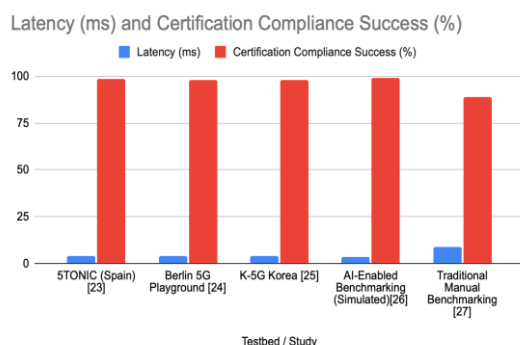 Latency (ms) and Certification Compliance Success (%)
Latency (ms) Certification Compliance Success (%)
100
75
50
25
0
5TONIC (Spain) [23]
Berlin 5G Playground [24]
K-5G Korea [25]
AI-Enabled Benchmarking (Simulated)[26]
Traditional Manual Benchmarking [27]
Testbed / Study